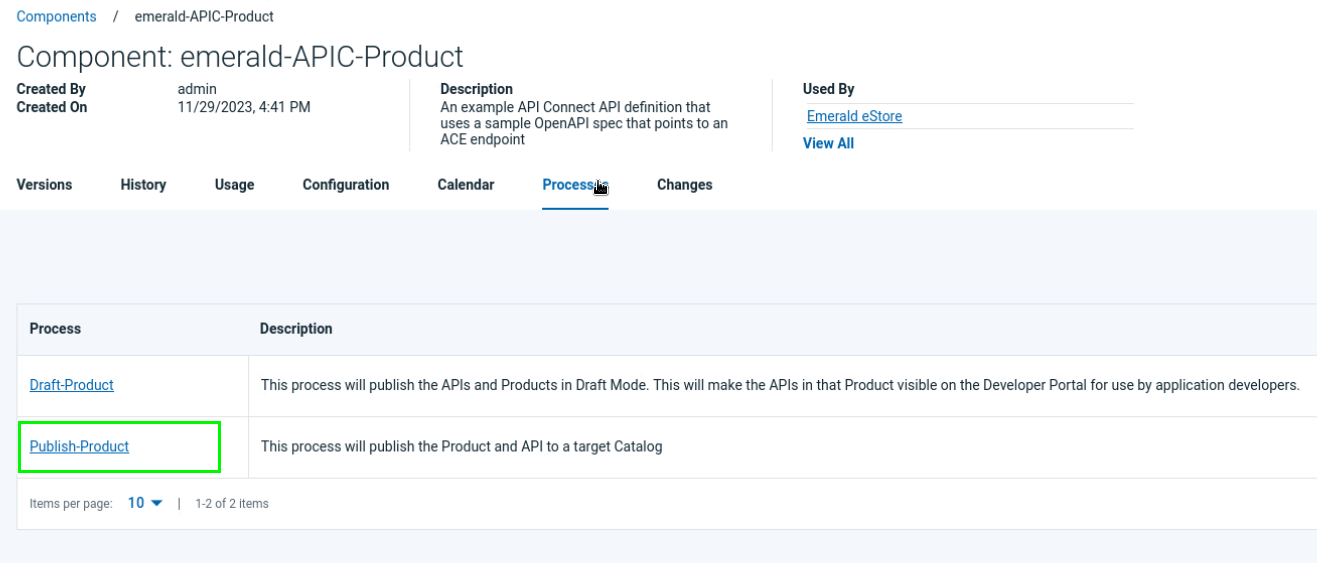 Components / emerald-APIC-Product
Component: emerald-APIC-Product
Created By admin
Created On 11/29/2023, 4:41 PM
Description
An example API Connect API definition that
uses a sample OpenAPI spec that points to an
ACE endpoint
Used By
Emerald eStore
View All
Versions History Usage Configuration Calendar Processes Changes
Process Description
Draft-Product This process will publish the APIs and Products in Draft Mode. This will make the APIs in that Product visible on the Developer Portal for use by application developers.
Publish-Product This process will publish the Product and API to a target Catalog
Items per page: 10 | 1-2 of 2 items